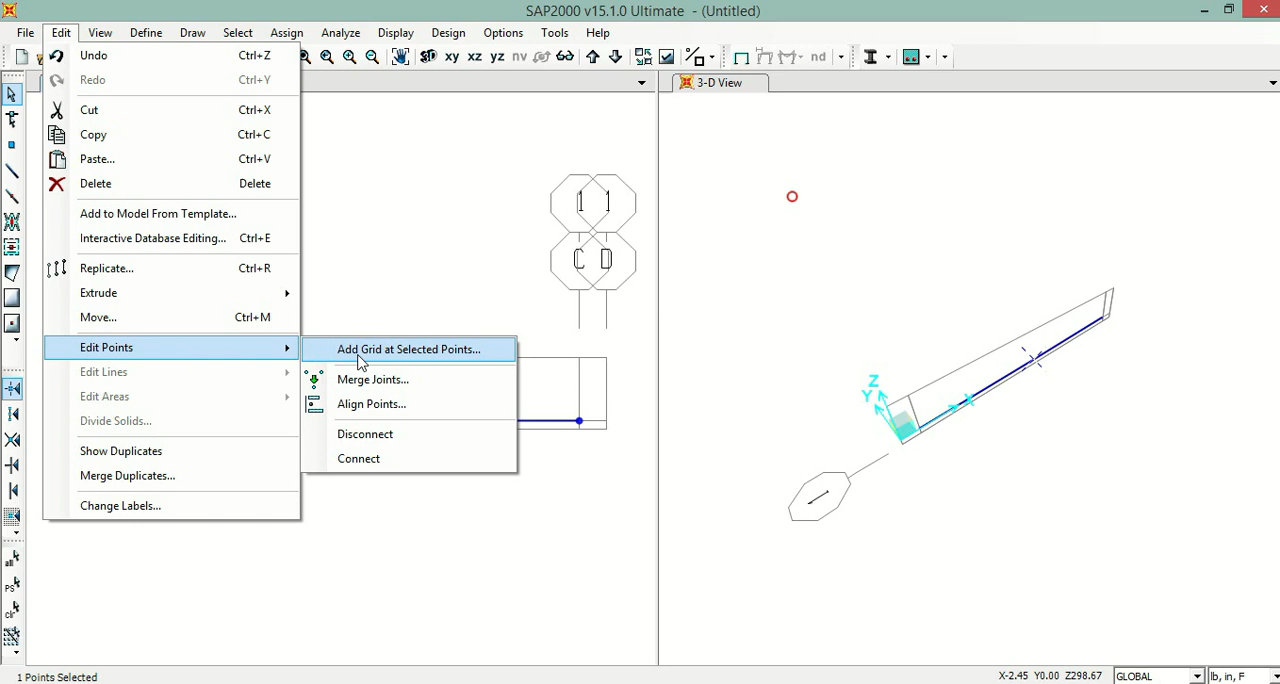 SAP2000 v15.1.0 Ultimate - (Untitled)
File Edit View Define Draw Select Assign Analyze Display Design Options Tools Help
xy xz yz nv nd
Undo Ctrl+Z
Redo Ctrl+Y
Cut Ctrl+X
Copy Ctrl+C
Paste... Ctrl+V
Delete Delete
Add to Model From Template...
Interactive Database Editing... Ctrl+E
Replicate... Ctrl+R
Extrude
Move... Ctrl+M
Edit Points
Edit Lines
Edit Areas
Divide Solids...
Show Duplicates
Merge Duplicates...
Change Labels...
Add Grid at Selected Points...
Merge Joints...
Align Points...
Disconnect
Connect
all
PS
clr
1 1
C D
3-D View
Z
Y
X
1
1 Points Selected
X-2.45 Y0.00 Z298.67
GLOBAL
lb, in, F